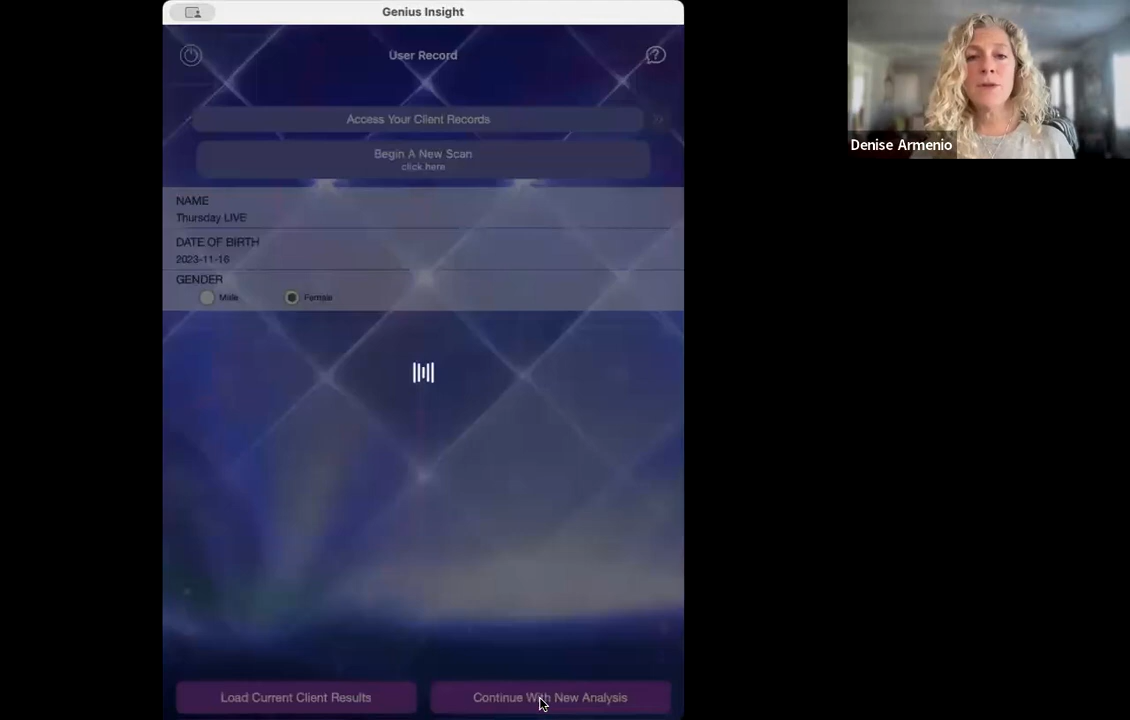 Genius Insight
User Record
Access Your Client Records
Begin A New Scan
click here
NAME
Thursday LIVE
DATE OF BIRTH
2023-11-16
GENDER
Male
Female
Load Current Client Results
Continue With New Analysis
Denise Armenio